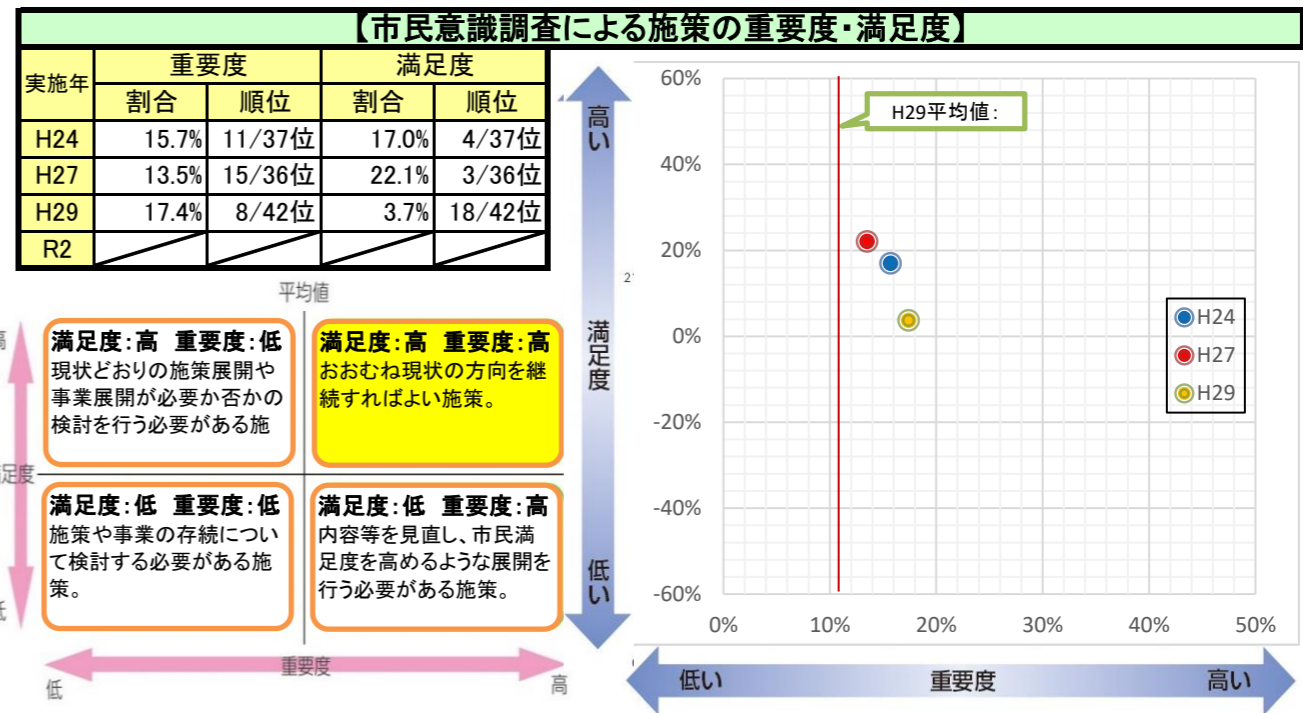 【市民意識調査による施策の重要度・満足度】
実施年 重要度 満足度
割合 順位 割合 順位
H24 15.7% 11/37位 17.0% 4/37位
H27 13.5% 15/36位 22.1% 3/36位
H29 17.4% 8/42位 3.7% 18/42位
R2
平均値
満足度:高 重要度:低
現状どおりの施策展開や
事業展開が必要か否かの
検討を行う必要がある施
満足度:高 重要度:高
おおむね現状の方向を継
続すればよい施策。
足度
満足度:低 重要度:低
施策や事業の存続につい
て検討する必要がある施
策。
満足度:低 重要度:高
内容等を見直し、市民満
足度を高めるような展開を
行う必要がある施策。
重要度
低
高
高い
満足度
低い
60%
40%
20%
0%
-20%
-40%
-60%
H29平均値:
H24
H27
H29
0% 10% 20% 30% 40% 50%
低い 重要度 高い